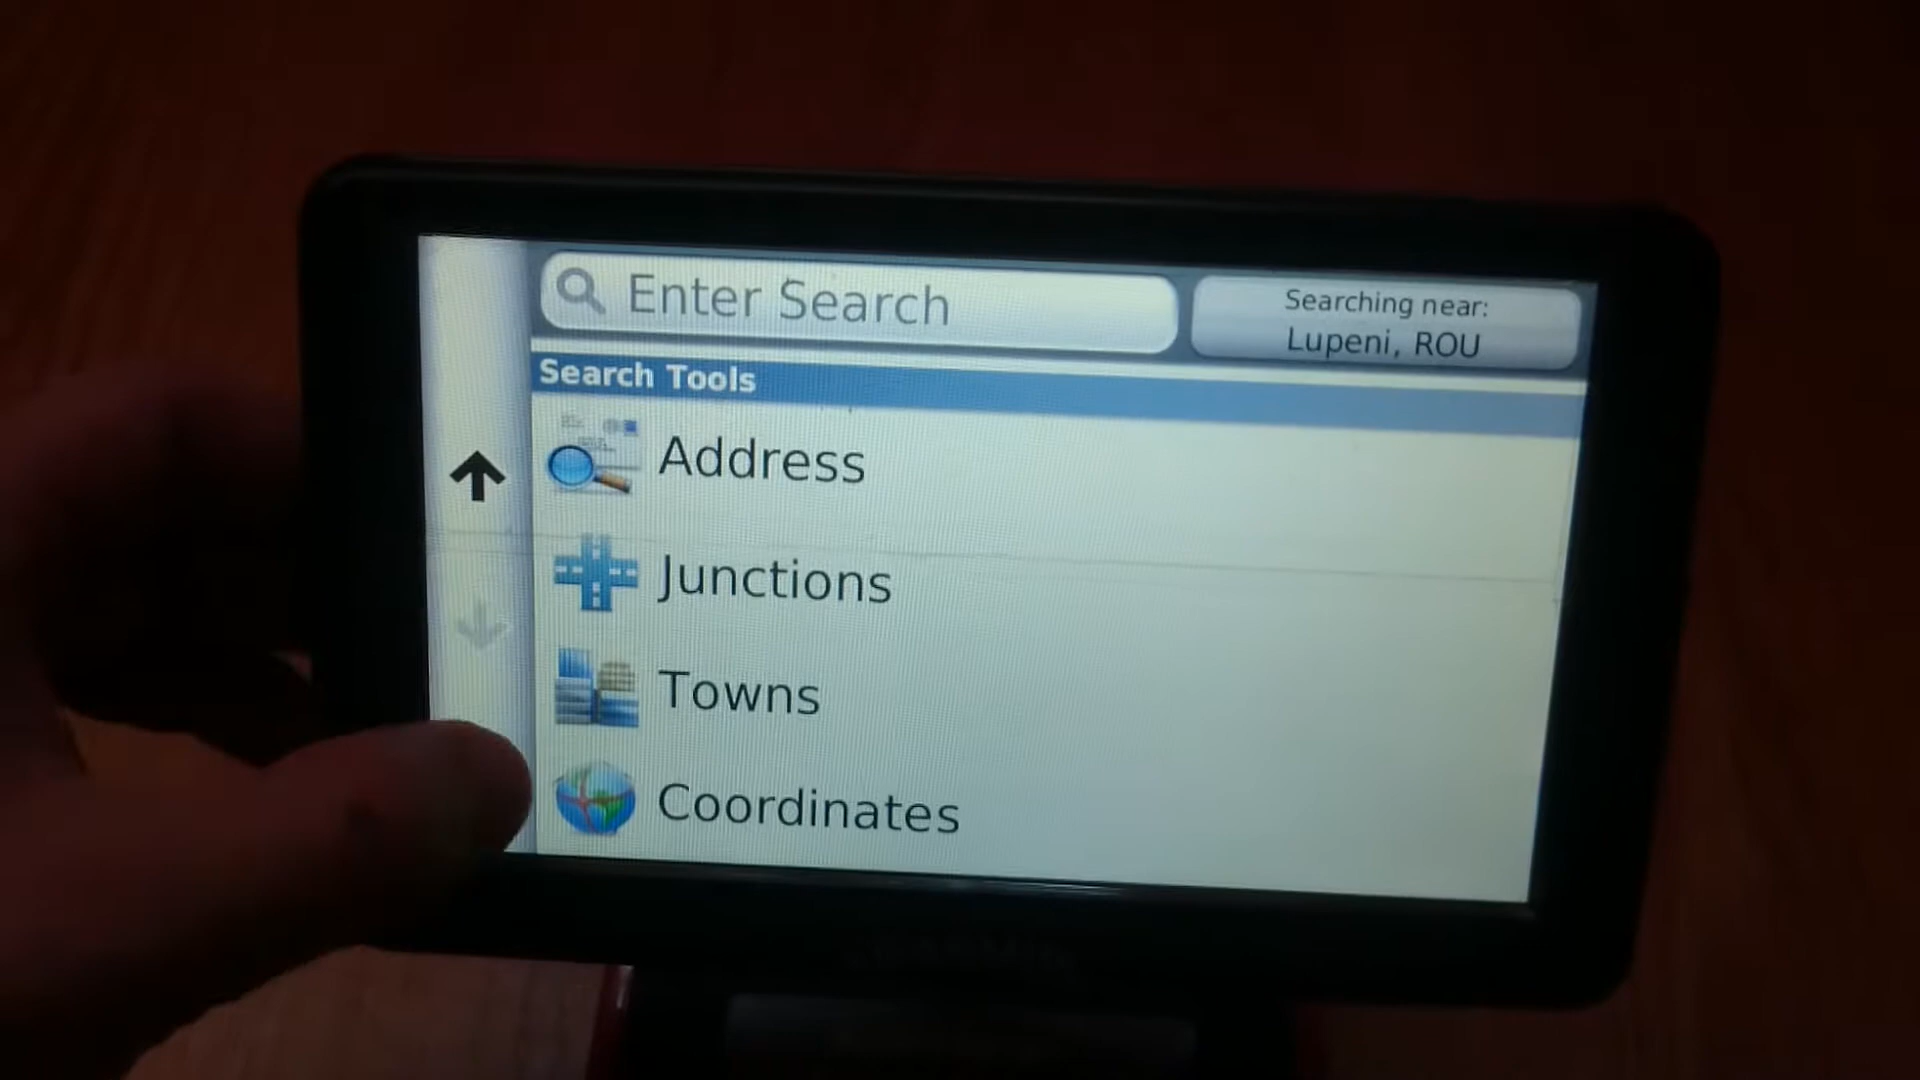 Enter Search
Searching near:
Lupeni, ROU
Search Tools
Address
Junctions
Towns
Coordinates